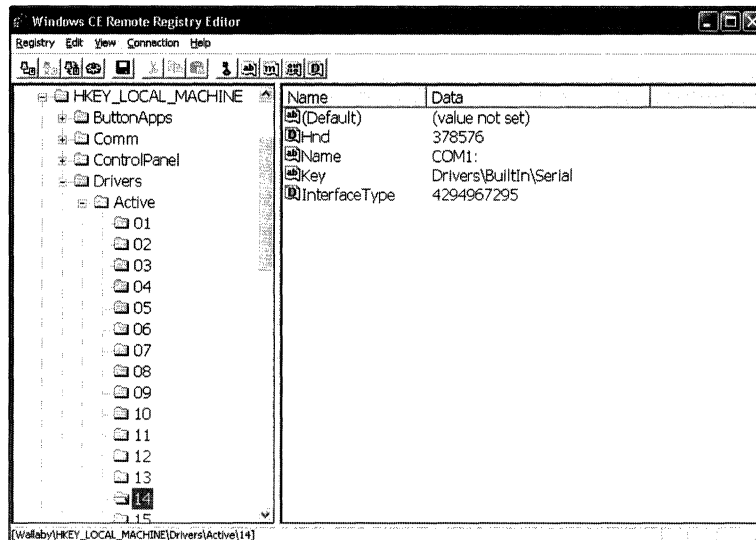 Windows CE Remote Registry Editor
Registry Edit View Connection Help
HKEY_LOCAL_MACHINE
ButtonApps
Comm
ControlPanel
Drivers
Active
01
02
03
04
05
06
07
08
09
10
11
12
13
14
15
Name Data
(Default) (value not set)
Hnd 378576
Name COM1:
Key Drivers\BuiltIn\Serial
InterfaceType 4294967295
[Wallaby\HKEY_LOCAL_MACHINE\Drivers\Active\14]